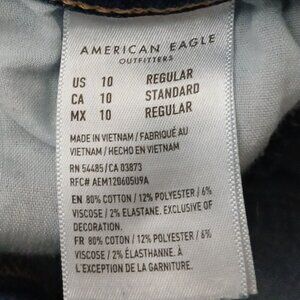 AMERICAN EAGLE
OUTFITTERS
US 10 REGULAR
CA 10 STANDARD
MX 10 REGULAR
MADE IN VIETNAM / FABRIQUÉ AU
VIETNAM / HECHO EN VIETNAM
RN 54485/CA 03873
RFC# AEM120605U9A
EN 80% COTTON / 12% POLYESTER / 6%
VISCOSE / 2% ELASTANE. EXCLUSIVE OF
DECORATION.
FR 80% COTON / 12% POLYESTER / 6%
VISCOSE / 2% ÉLASTHANNE. À
L'EXCEPTION DE LA GARNITURE.